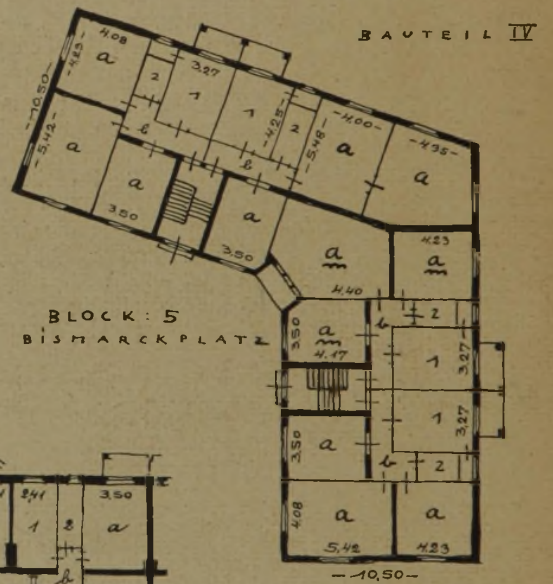 BAUTEIL IV
4.08
4.23
a
2
3.27
1
1
4.25
2
10,50
5.42
a
b
b
5.48
4.00
a
4.35
a
a
3.50
a
3.50
a
4.40
4.23
a
BLOCK: 5
BISMARCKPLATZ
3.50
a
4.17
b
2
1
3.27
1
3.27
3.50
a
b
2
4.08
a
5.42
a
4.23
10,50
2.41
1
2
3.50
a
b